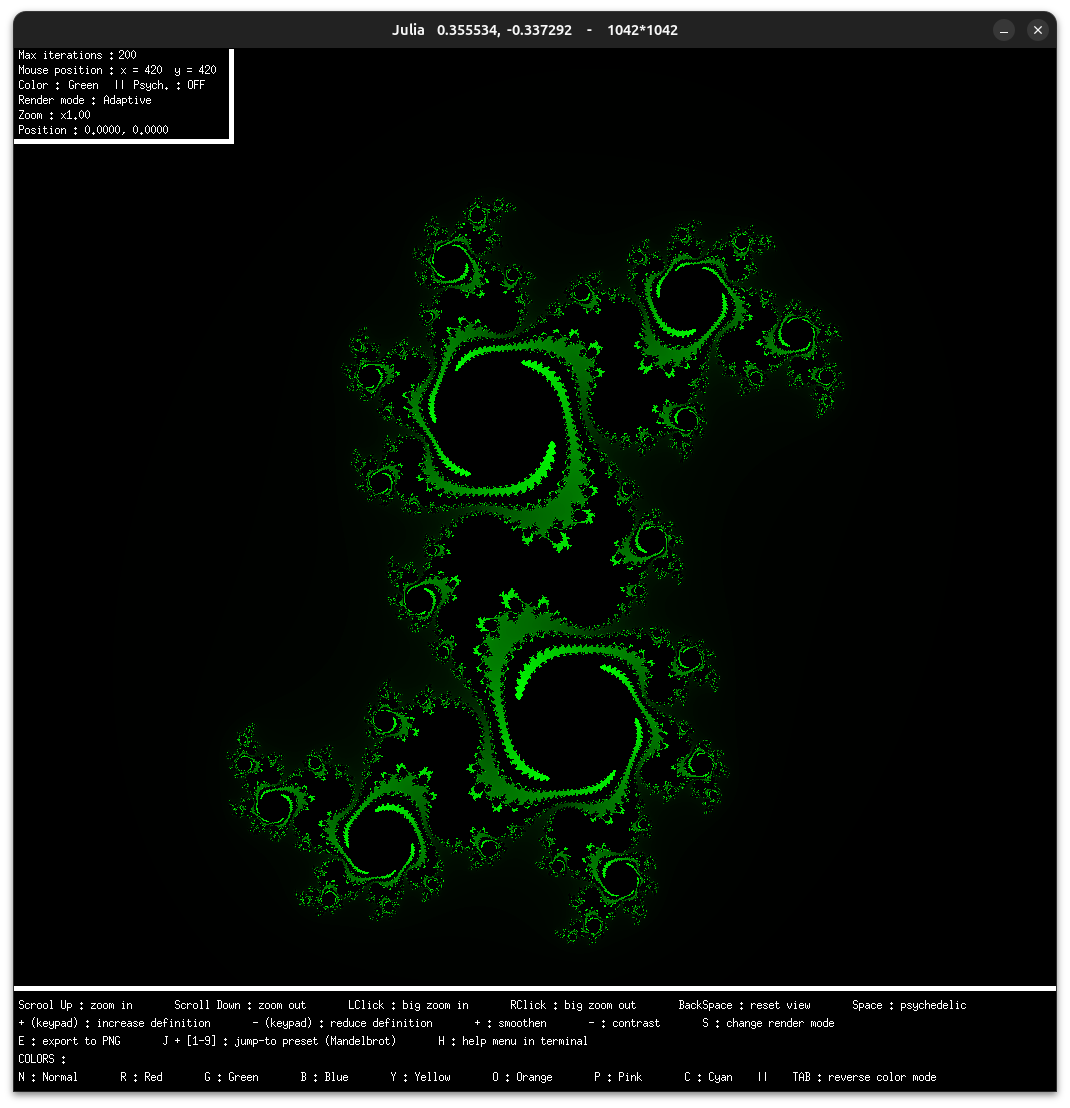 Julia   0.355534, -0.337292   -   1042*1042
Max iterations : 200
Mouse position : x = 420  y = 420
Color : Green  || Psych. : OFF
Render mode : Adaptive
Zoom : x1.00
Position : 0.0000, 0.0000
Scrool Up : zoom in      Scroll Down : zoom out      LClick : big zoom in      RClick : big zoom out      BackSpace : reset view      Space : psychedelic
+ (keypad) : increase definition      - (keypad) : reduce definition      + : smoothen      - : contrast      S : change render mode
E : export to PNG      J + [1-9] : jump-to preset (Mandelbrot)      H : help menu in terminal
COLORS :
N : Normal      R : Red      G : Green      B : Blue      Y : Yellow      O : Orange      P : Pink      C : Cyan   ||   TAB : reverse color mode